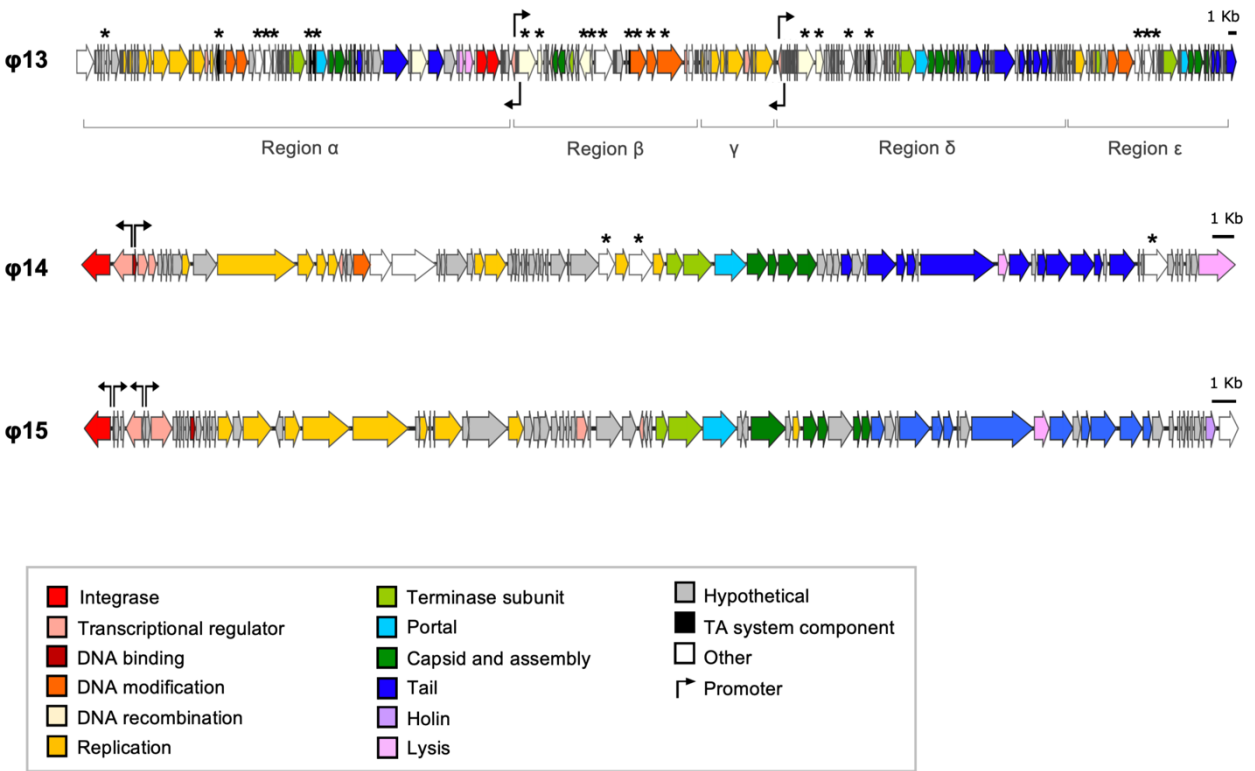 1 Kb
* * *** ** * * *** ** * * * * * * ****
φ13
Region α Region β γ Region δ Region ε
1 Kb
* * *
φ14
1 Kb
φ15
Integrase
Transcriptional regulator
DNA binding
DNA modification
DNA recombination
Replication
Terminase subunit
Portal
Capsid and assembly
Tail
Holin
Lysis
Hypothetical
TA system component
Other
Promoter